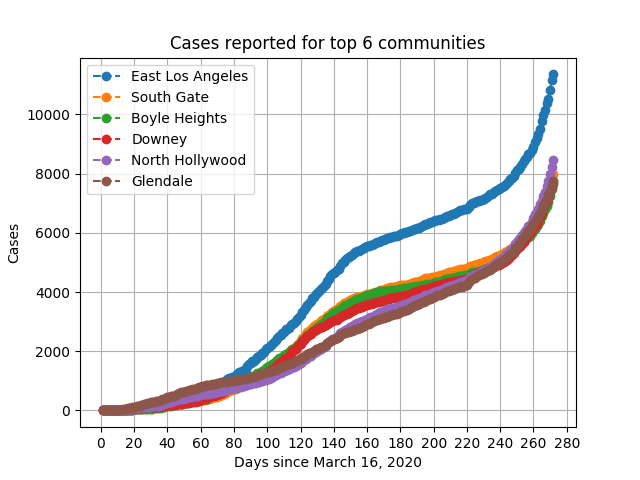 Cases reported for top 6 communities
East Los Angeles
South Gate
Boyle Heights
Downey
North Hollywood
Glendale
10000
8000
6000
4000
2000
0
Cases
0 20 40 60 80 100 120 140 160 180 200 220 240 260 280
Days since March 16, 2020